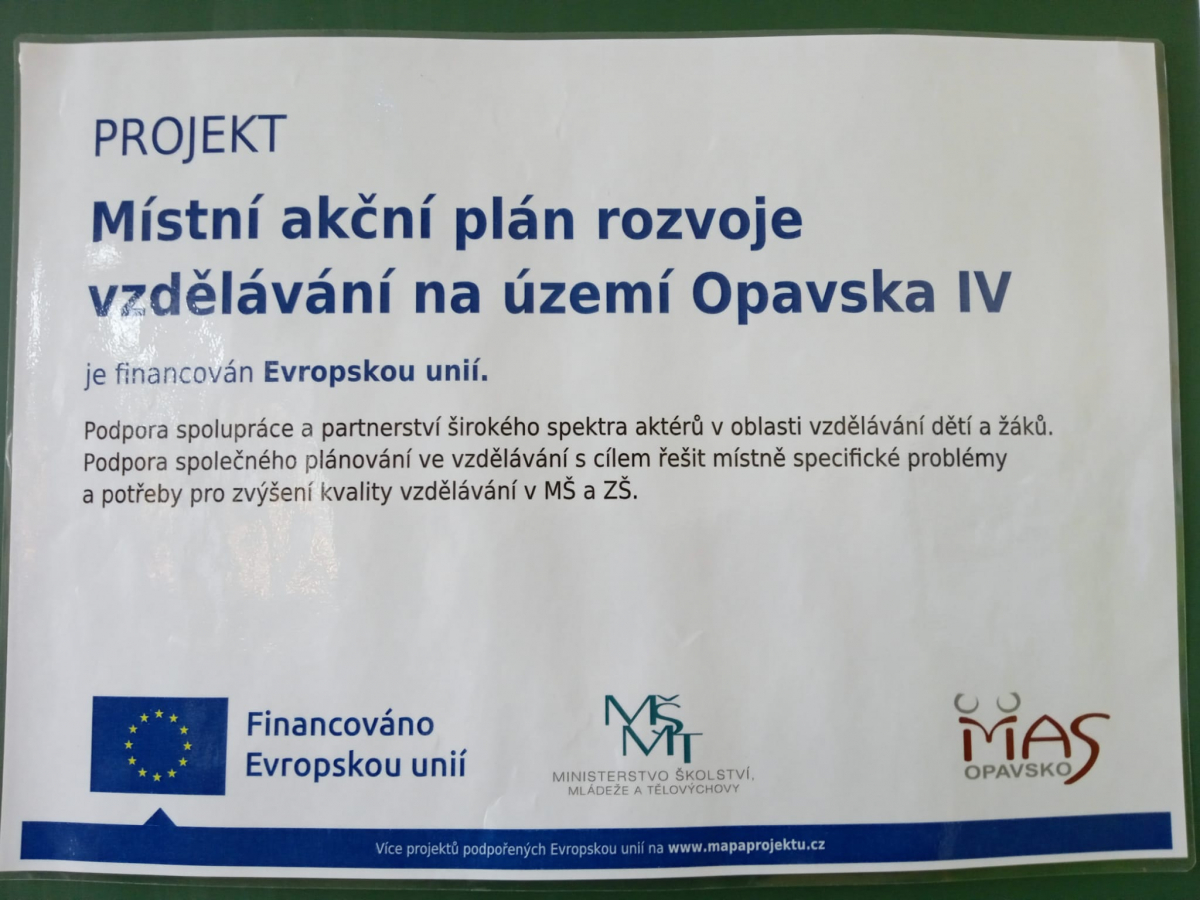 PROJEKT
Místní akční plán rozvoje
vzdělávání na území Opavska IV
je financován Evropskou unií.
Podpora spolupráce a partnerství širokého spektra aktérů v oblasti vzdělávání dětí a žáků.
Podpora společného plánování ve vzdělávání s cílem řešit místně specifické problémy
a potřeby pro zvýšení kvality vzdělávání v MŠ a ZŠ.
Financováno
Evropskou unií
MŠ
MT
MINISTERSTVO ŠKOLSTVÍ,
MLÁDEŽE A TĚLOVÝCHOVY
MAS
OPAVSKO
Více projektů podpořených Evropskou unií na www.mapaprojektu.cz